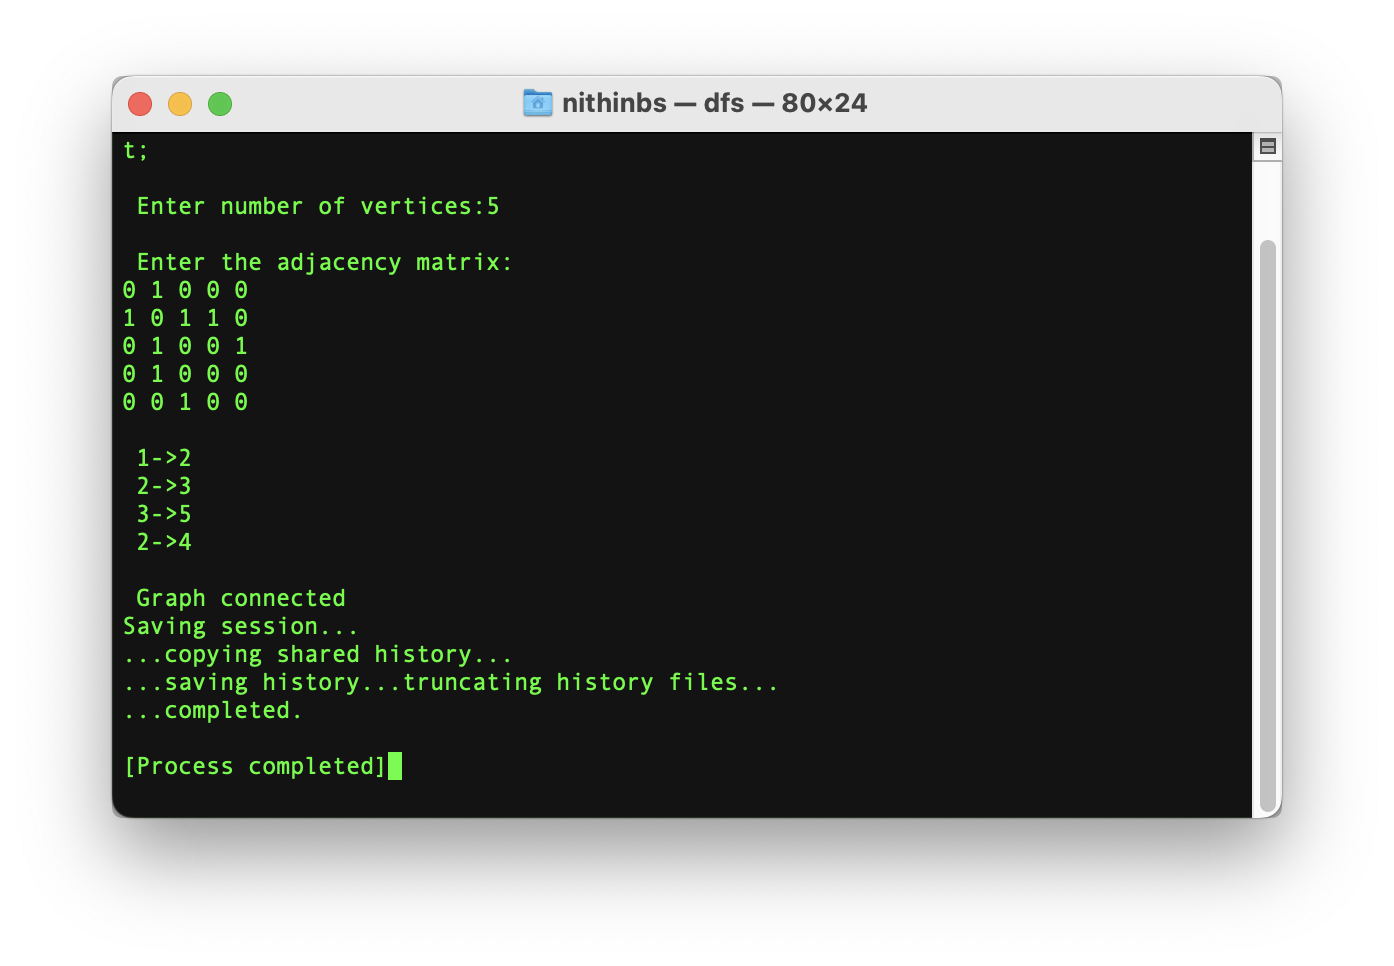 nithinbs — dfs — 80×24
t;
Enter number of vertices:5
Enter the adjacency matrix:
0 1 0 0 0
1 0 1 1 0
0 1 0 0 1
0 1 0 0 0
0 0 1 0 0
1->2
2->3
3->5
2->4
Graph connected
Saving session...
...copying shared history...
...saving history...truncating history files...
...completed.
[Process completed]